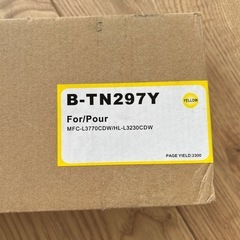 B-TN297Y
YELLOW
For/Pour
MFC-L3770CDW/HL-L3230CDW
PAGE YIELD:2300